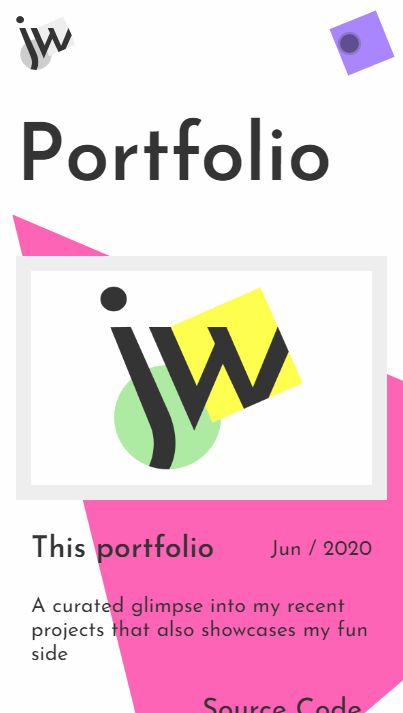 jw
Portfolio
jw
This portfolio
Jun / 2020
A curated glimpse into my recent
projects that also showcases my fun
side
Source Code